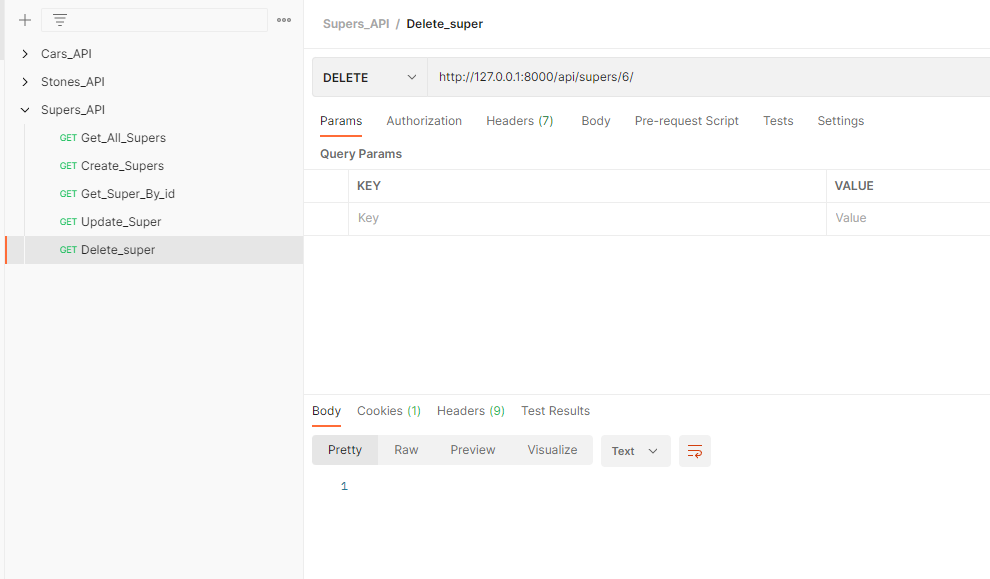 Cars_API
Stones_API
Supers_API
GET Get_All_Supers
GET Create_Supers
GET Get_Super_By_id
GET Update_Super
GET Delete_super
Supers_API / Delete_super
DELETE http://127.0.0.1:8000/api/supers/6/
Params Authorization Headers (7) Body Pre-request Script Tests Settings
Query Params
KEY VALUE
Key Value
Body Cookies (1) Headers (9) Test Results
Pretty Raw Preview Visualize Text
1